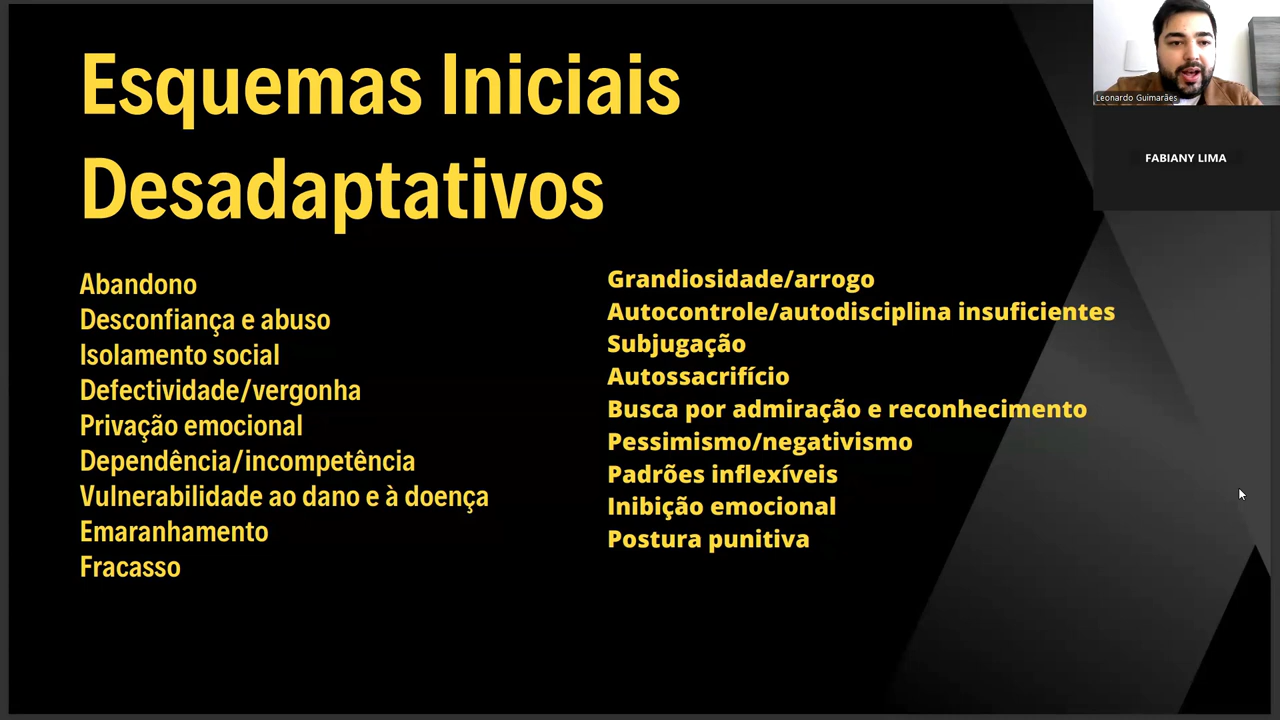 Esquemas Iniciais
Desadaptativos
Abandono
Desconfiança e abuso
Isolamento social
Defectividade/vergonha
Privação emocional
Dependência/incompetência
Vulnerabilidade ao dano e à doença
Emaranhamento
Fracasso
Grandiosidade/arrogo
Autocontrole/autodisciplina insuficientes
Subjugação
Autossacrifício
Busca por admiração e reconhecimento
Pessimismo/negativismo
Padrões inflexíveis
Inibição emocional
Postura punitiva
Leonardo Guimarães
FABIANY LIMA